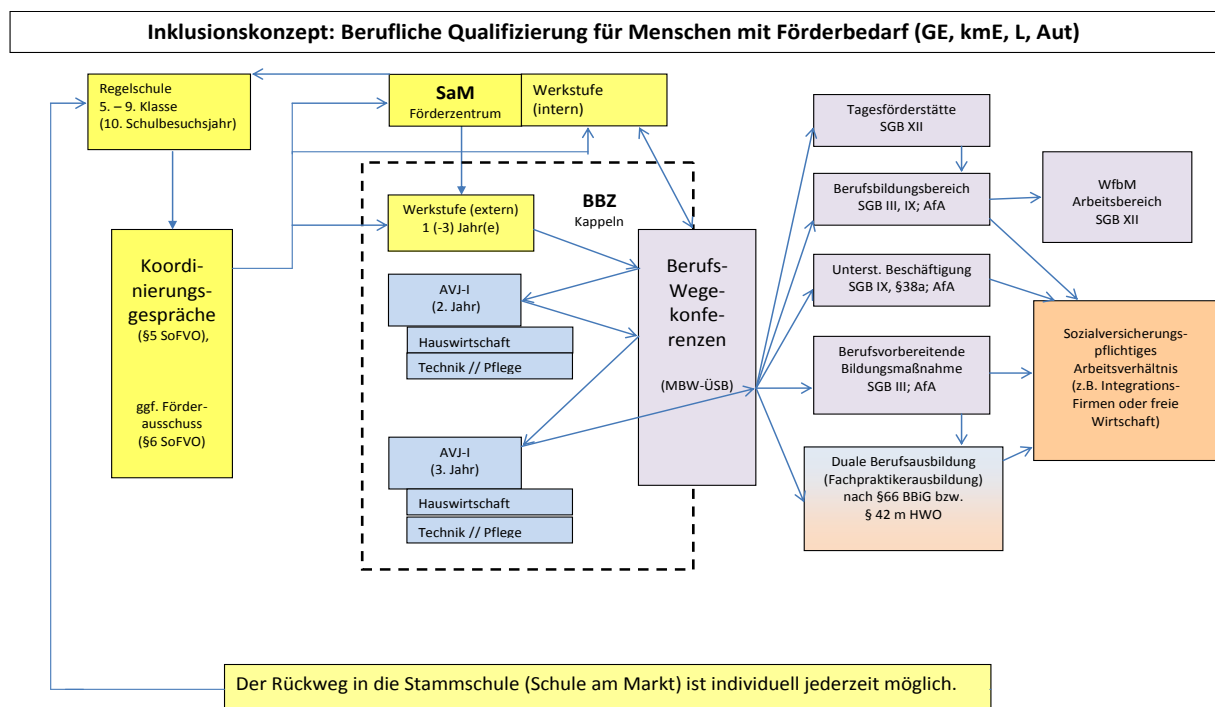 Inklusionskonzept: Berufliche Qualifizierung für Menschen mit Förderbedarf (GE, kmE, L, Aut)
Regelschule
5. – 9. Klasse
(10. Schulbesuchsjahr)
SaM
Förderzentrum
Werkstufe
(intern)
Koordi-
nierungs-
gespräche
(§5 SoFVO),
ggf. Förder-
ausschuss
(§6 SoFVO)
BBZ
Kappeln
Werkstufe (extern)
1 (-3) Jahr(e)
AVJ-I
(2. Jahr)
Hauswirtschaft
Technik // Pflege
AVJ-I
(3. Jahr)
Hauswirtschaft
Technik // Pflege
Berufs-
Wege-
konfe-
renzen
(MBW-ÜSB)
Tagesförderstätte
SGB XII
Berufsbildungsbereich
SGB III, IX; AfA
Unterst. Beschäftigung
SGB IX, §38a; AfA
Berufsvorbereitende
Bildungsmaßnahme
SGB III; AfA
Duale Berufsausbildung
(Fachpraktikerausbildung)
nach §66 BBiG bzw.
§ 42 m HWO
WfbM
Arbeitsbereich
SGB XII
Sozialversicherungs-
pflichtiges
Arbeitsverhältnis
(z.B. Integrations-
Firmen oder freie
Wirtschaft)
Der Rückweg in die Stammschule (Schule am Markt) ist individuell jederzeit möglich.